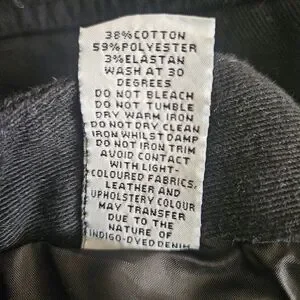 38%COTTON
59%POLYESTER
3%ELASTAN
WASH AT 30
DEGREES
DO NOT BLEACH
DO NOT TUMBLE
DRY WARM IRON
DO NOT DRY CLEAN
IRON WHILST DAMP
DO NOT IRON TRIM
AVOID CONTACT
WITH LIGHT-
COLOURED FABRICS,
LEATHER AND
UPHOLSTERY COLOUR
MAY TRANSFER
DUE TO THE
NATURE OF
INDIGO-DYED DENIM